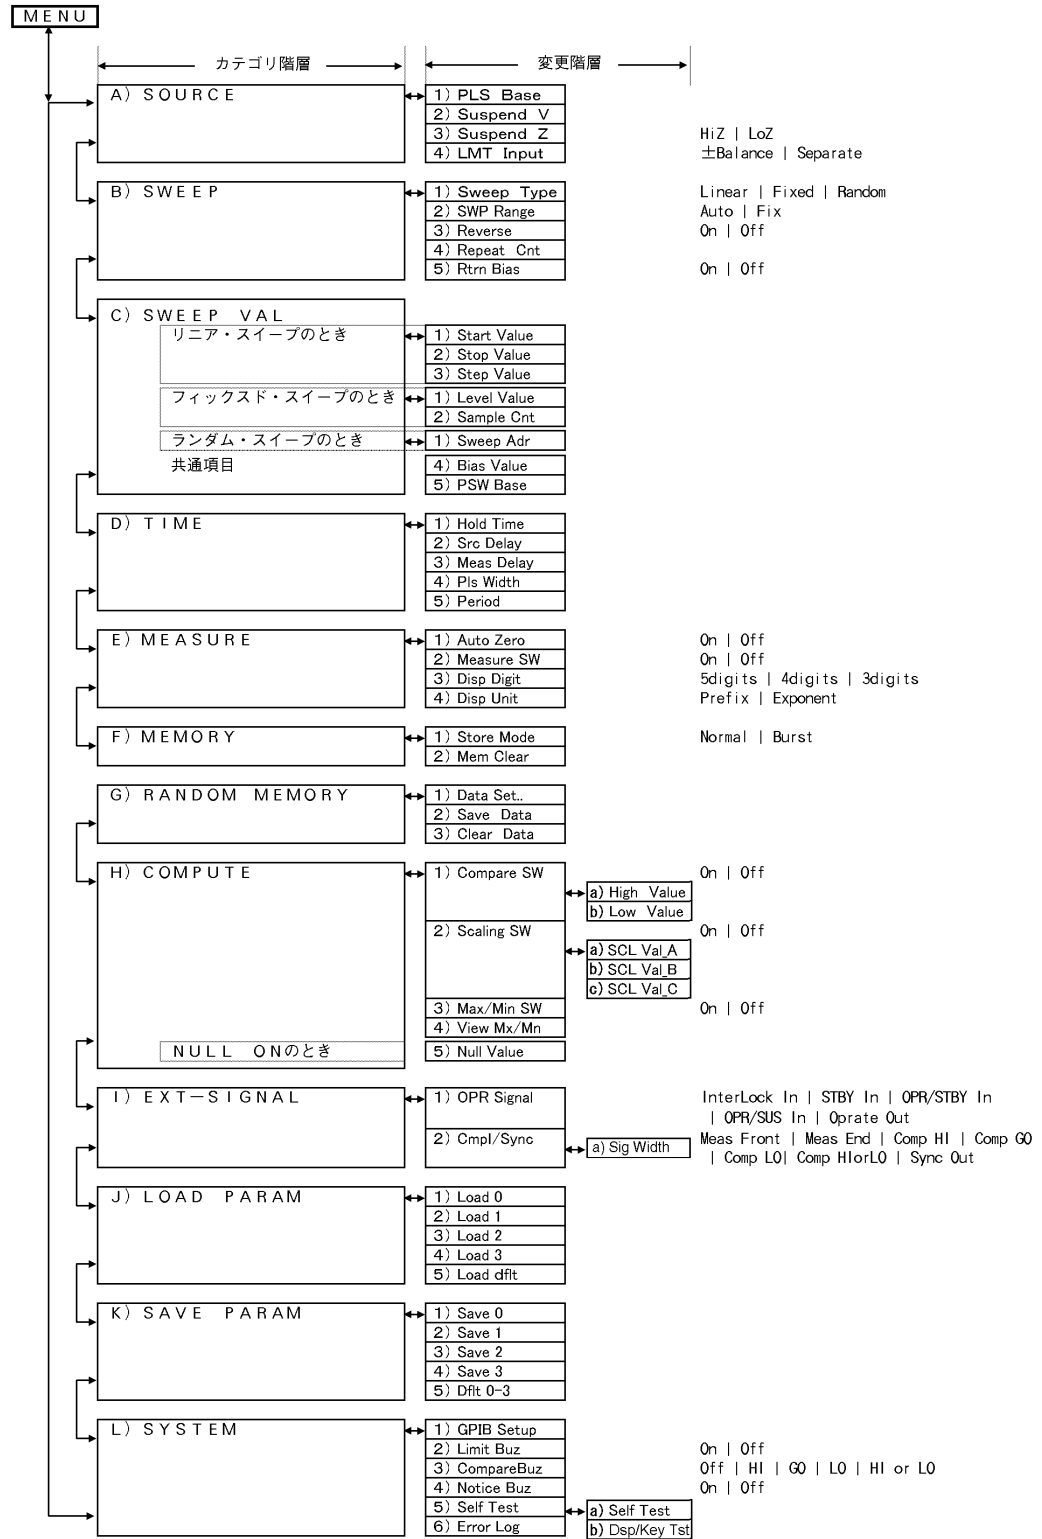 MENU
カテゴリ階層 変更階層
A) SOURCE
1) PLS Base
2) Suspend V
3) Suspend Z HiZ | LoZ
4) LMT Input ±Balance | Separate
B) SWEEP
1) Sweep Type Linear | Fixed | Random
2) SWP Range Auto | Fix
3) Reverse On | Off
4) Repeat Cnt
5) Rtrn Bias On | Off
C) SWEEP VAL
リニア・スイープのとき
1) Start Value
2) Stop Value
3) Step Value
フィックスド・スイープのとき
1) Level Value
2) Sample Cnt
ランダム・スイープのとき
1) Sweep Adr
共通項目
4) Bias Value
5) PSW Base
D) TIME
1) Hold Time
2) Src Delay
3) Meas Delay
4) Pls Width
5) Period
E) MEASURE
1) Auto Zero On | Off
2) Measure SW On | Off
3) Disp Digit 5digits | 4digits | 3digits
4) Disp Unit Prefix | Exponent
F) MEMORY
1) Store Mode Normal | Burst
2) Mem Clear
G) RANDOM MEMORY
1) Data Set..
2) Save Data
3) Clear Data
H) COMPUTE
1) Compare SW On | Off
a) High Value
b) Low Value
2) Scaling SW On | Off
a) SCL Val_A
b) SCL Val_B
c) SCL Val_C
3) Max/Min SW On | Off
4) View Mx/Mn
NULL ONのとき
5) Null Value
I) EXT-SIGNAL
1) OPR Signal InterLock In | STBY In | OPR/STBY In
| OPR/SUS In | Oprate Out
2) Cmpl/Sync a) Sig Width Meas Front | Meas End | Comp HI | Comp GO
| Comp LO| Comp HIorLO | Sync Out
J) LOAD PARAM
1) Load 0
2) Load 1
3) Load 2
4) Load 3
5) Load dflt
K) SAVE PARAM
1) Save 0
2) Save 1
3) Save 2
4) Save 3
5) Dflt 0-3
L) SYSTEM
1) GPIB Setup
2) Limit Buz On | Off
3) CompareBuz Off | HI | GO | LO | HI or LO
4) Notice Buz On | Off
5) Self Test a) Self Test
6) Error Log b) Dsp/Key Tst